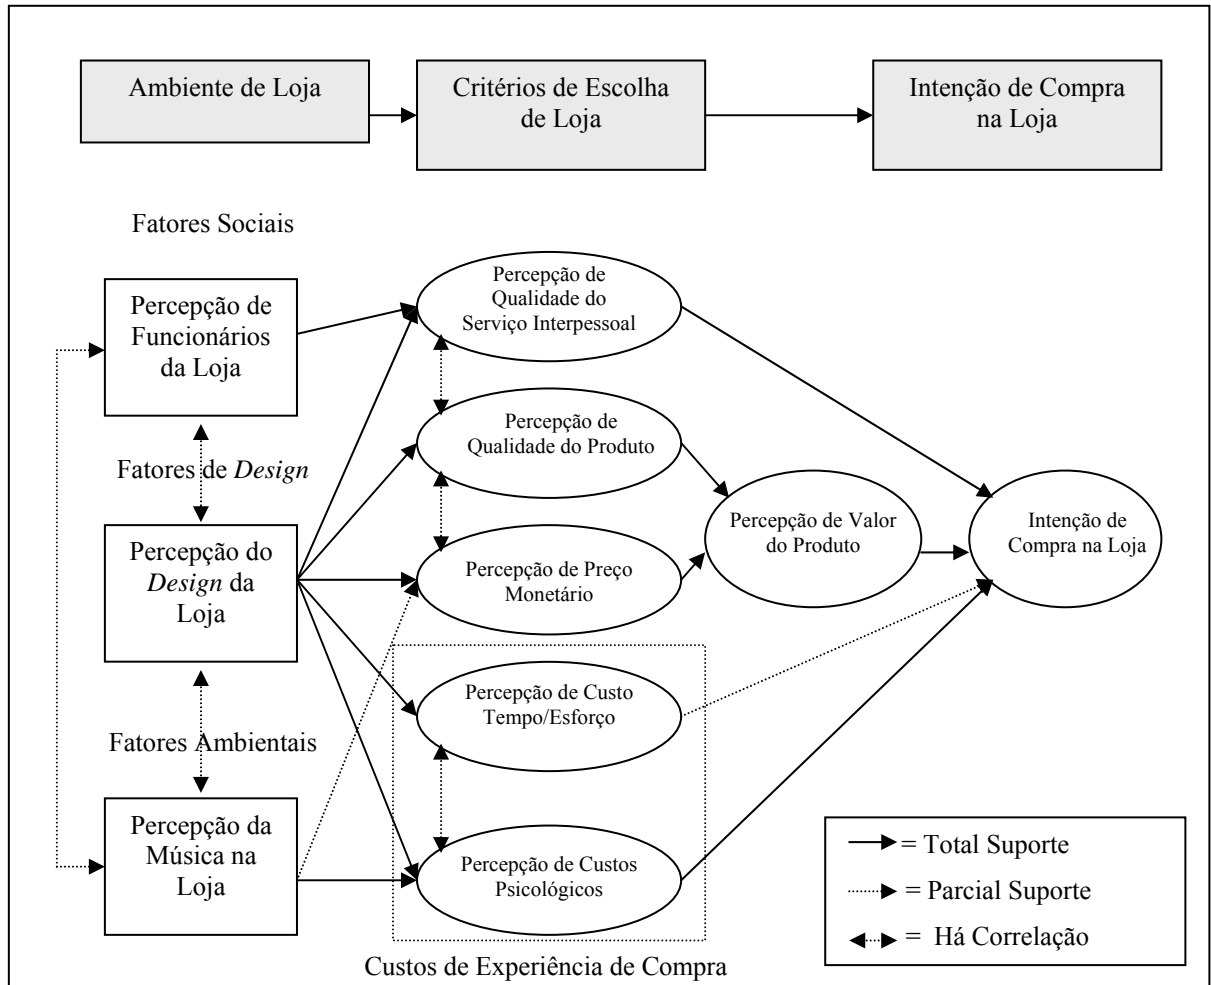 Ambiente de Loja
Critérios de Escolha
de Loja
Intenção de Compra
na Loja
Fatores Sociais
Percepção de
Funcionários
da Loja
Percepção de
Qualidade do
Serviço Interpessoal
Percepção de
Qualidade do Produto
Fatores de Design
Percepção do
Design da
Loja
Percepção de Preço
Monetário
Percepção de Valor
do Produto
Intenção de
Compra na Loja
Percepção de Custo
Tempo/Esforço
Fatores Ambientais
Percepção da
Música na
Loja
Percepção de Custos
Psicológicos
Custos de Experiência de Compra
= Total Suporte
= Parcial Suporte
= Há Correlação